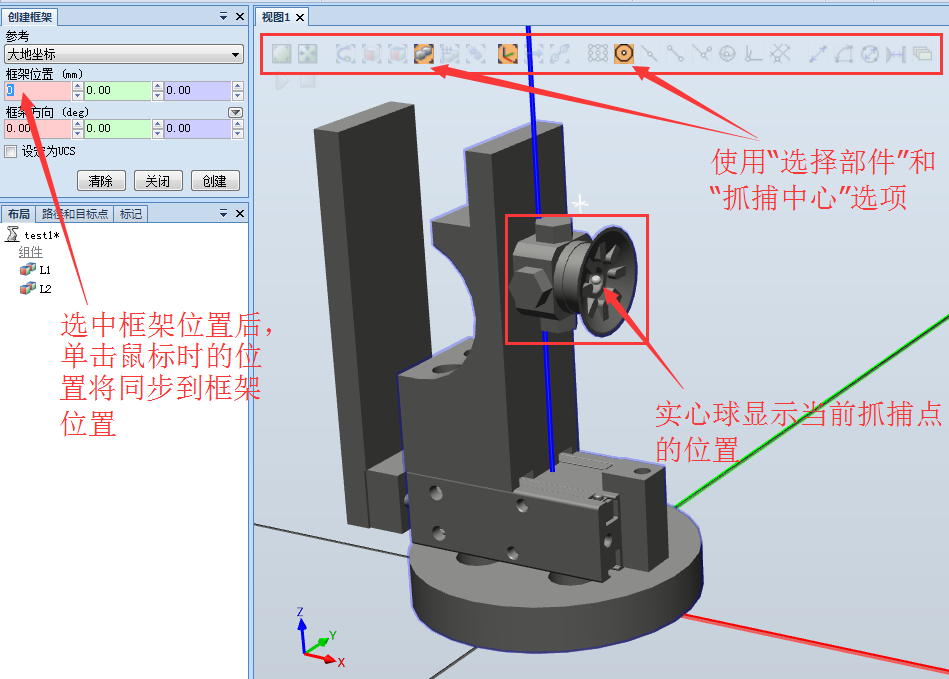 创建框架
视图1
参考
大地坐标
框架位置 (mm)
0
0.00
0.00
框架方向 (deg)
0.00
0.00
0.00
设定为UCS
清除
关闭
创建
布局
路径和目标点
标记
test1*
组件
L1
L2
使用“选择部件”和
“抓捕中心”选项
选中框架位置后，
单击鼠标时的位
置将同步到框架
位置
实心球显示当前抓捕点
的位置
Z
Y
X